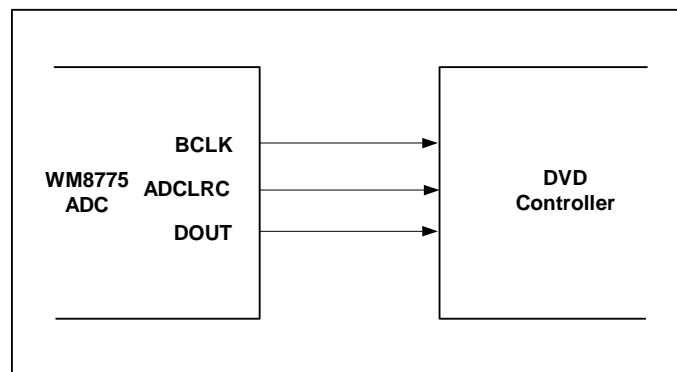 BCLK
WM8775
ADC
ADCLRC
DOUT
DVD
Controller